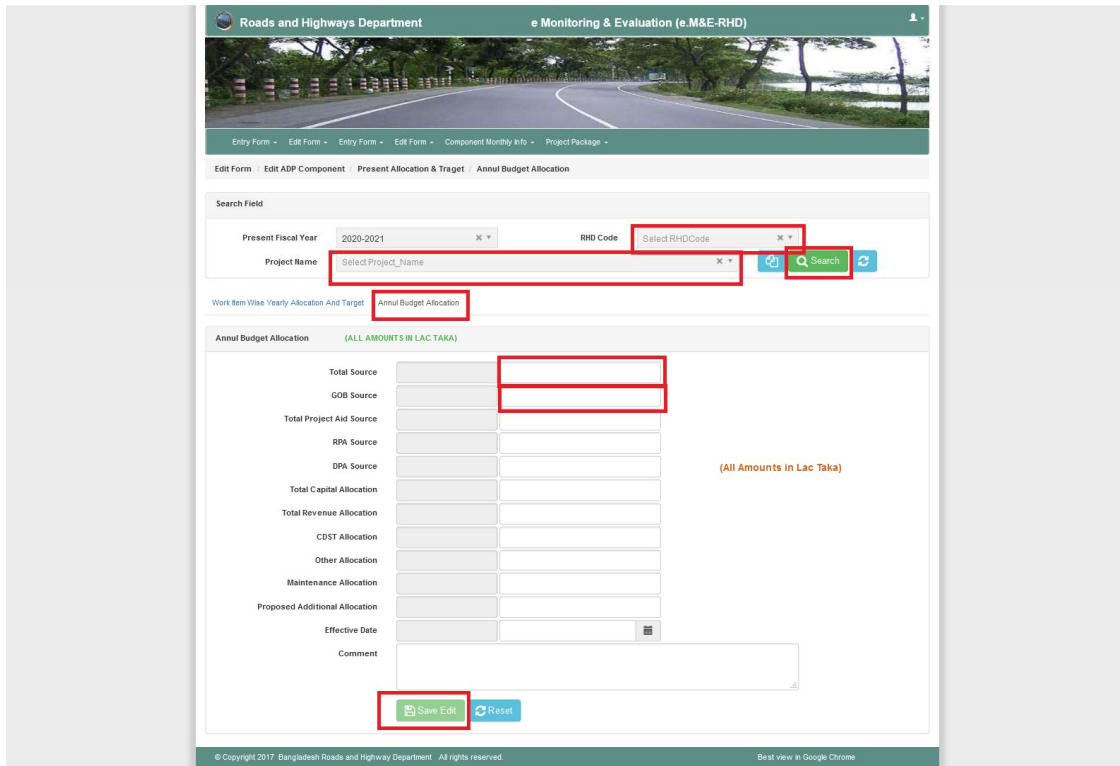 Roads and Highways Department e Monitoring & Evaluation (e.M&E-RHD)
Entry Form Edit Form Entry Form Edit Form Component Monthly Info Project Package
Edit Form / Edit ADP Component / Present Allocation & Traget / Annul Budget Allocation
Search Field
Present Fiscal Year 2020-2021 RHD Code Select RHDCode
Project Name Select Project_Name Search
Work Item Wise Yearly Allocation And Target Annul Budget Allocation
Annul Budget Allocation (ALL AMOUNTS IN LAC TAKA)
Total Source
GOB Source
Total Project Aid Source
RPA Source
DPA Source (All Amounts in Lac Taka)
Total Capital Allocation
Total Revenue Allocation
CDST Allocation
Other Allocation
Maintenance Allocation
Proposed Additional Allocation
Effective Date
Comment
Save Edit Reset
© Copyright 2017 Bangladesh Roads and Highway Department All rights reserved. Best view in Google Chrome